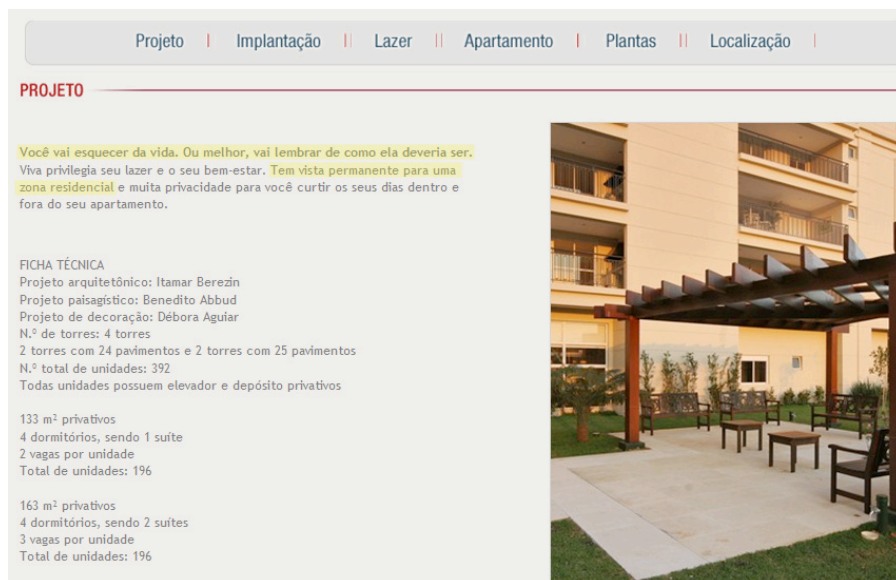 Projeto | Implantação || Lazer || Apartamento | Plantas || Localização |
PROJETO
Você vai esquecer da vida. Ou melhor, vai lembrar de como ela deveria ser.
Viva privilegia seu lazer e o seu bem-estar. Tem vista permanente para uma
zona residencial e muita privacidade para você curtir os seus dias dentro e
fora do seu apartamento.
FICHA TÉCNICA
Projeto arquitetônico: Itamar Berezin
Projeto paisagístico: Benedito Abbud
Projeto de decoração: Débora Aguiar
N.º de torres: 4 torres
2 torres com 24 pavimentos e 2 torres com 25 pavimentos
N.º total de unidades: 392
Todas unidades possuem elevador e depósito privativos
133 m² privativos
4 dormitórios, sendo 1 suíte
2 vagas por unidade
Total de unidades: 196
163 m² privativos
4 dormitórios, sendo 2 suítes
3 vagas por unidade
Total de unidades: 196